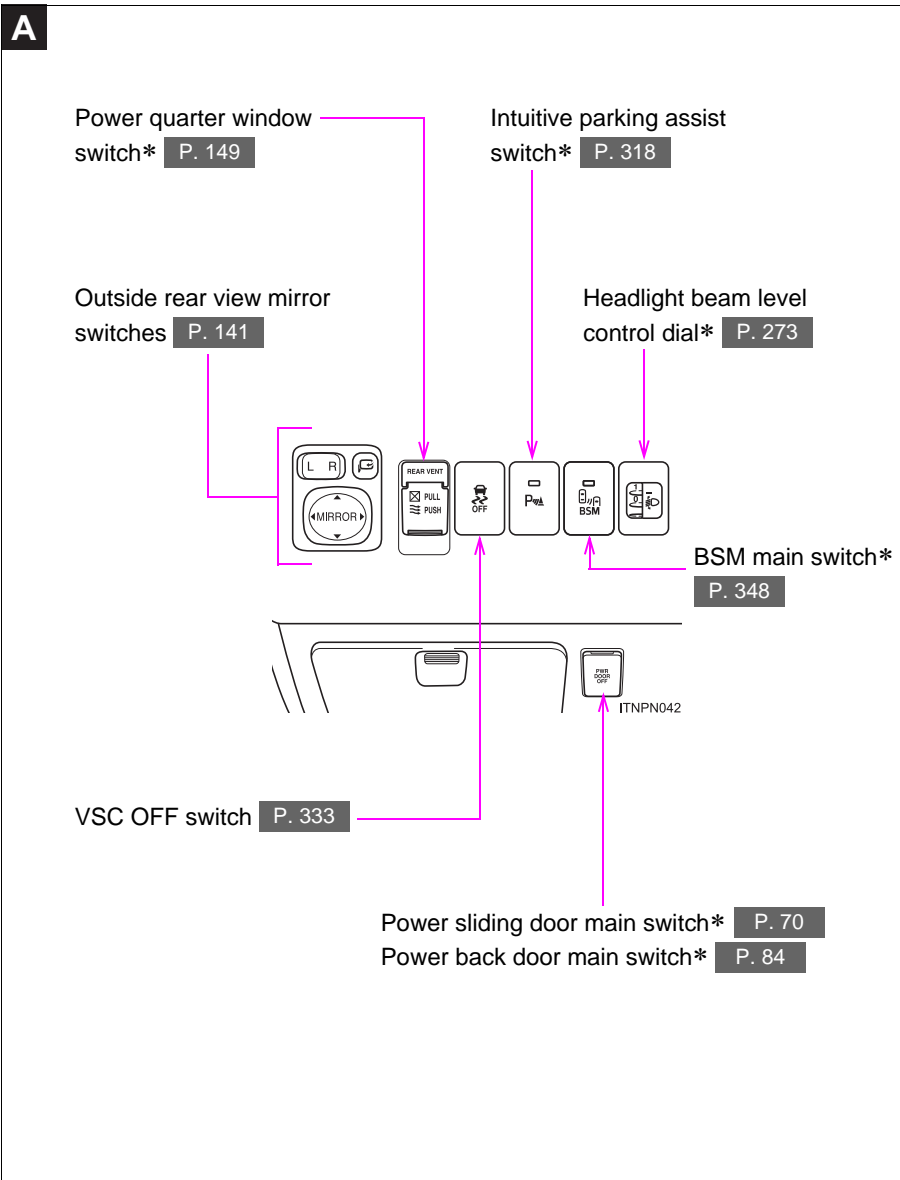 A
Power quarter window
switch* P. 149
Intuitive parking assist
switch* P. 318
Outside rear view mirror
switches P. 141
Headlight beam level
control dial* P. 273
L R
MIRROR
REAR VENT
PULL
PUSH
OFF
P
BSM
1
0
BSM main switch*
P. 348
PWR
DOOR
OFF
ITNPN042
VSC OFF switch P. 333
Power sliding door main switch* P. 70
Power back door main switch* P. 84